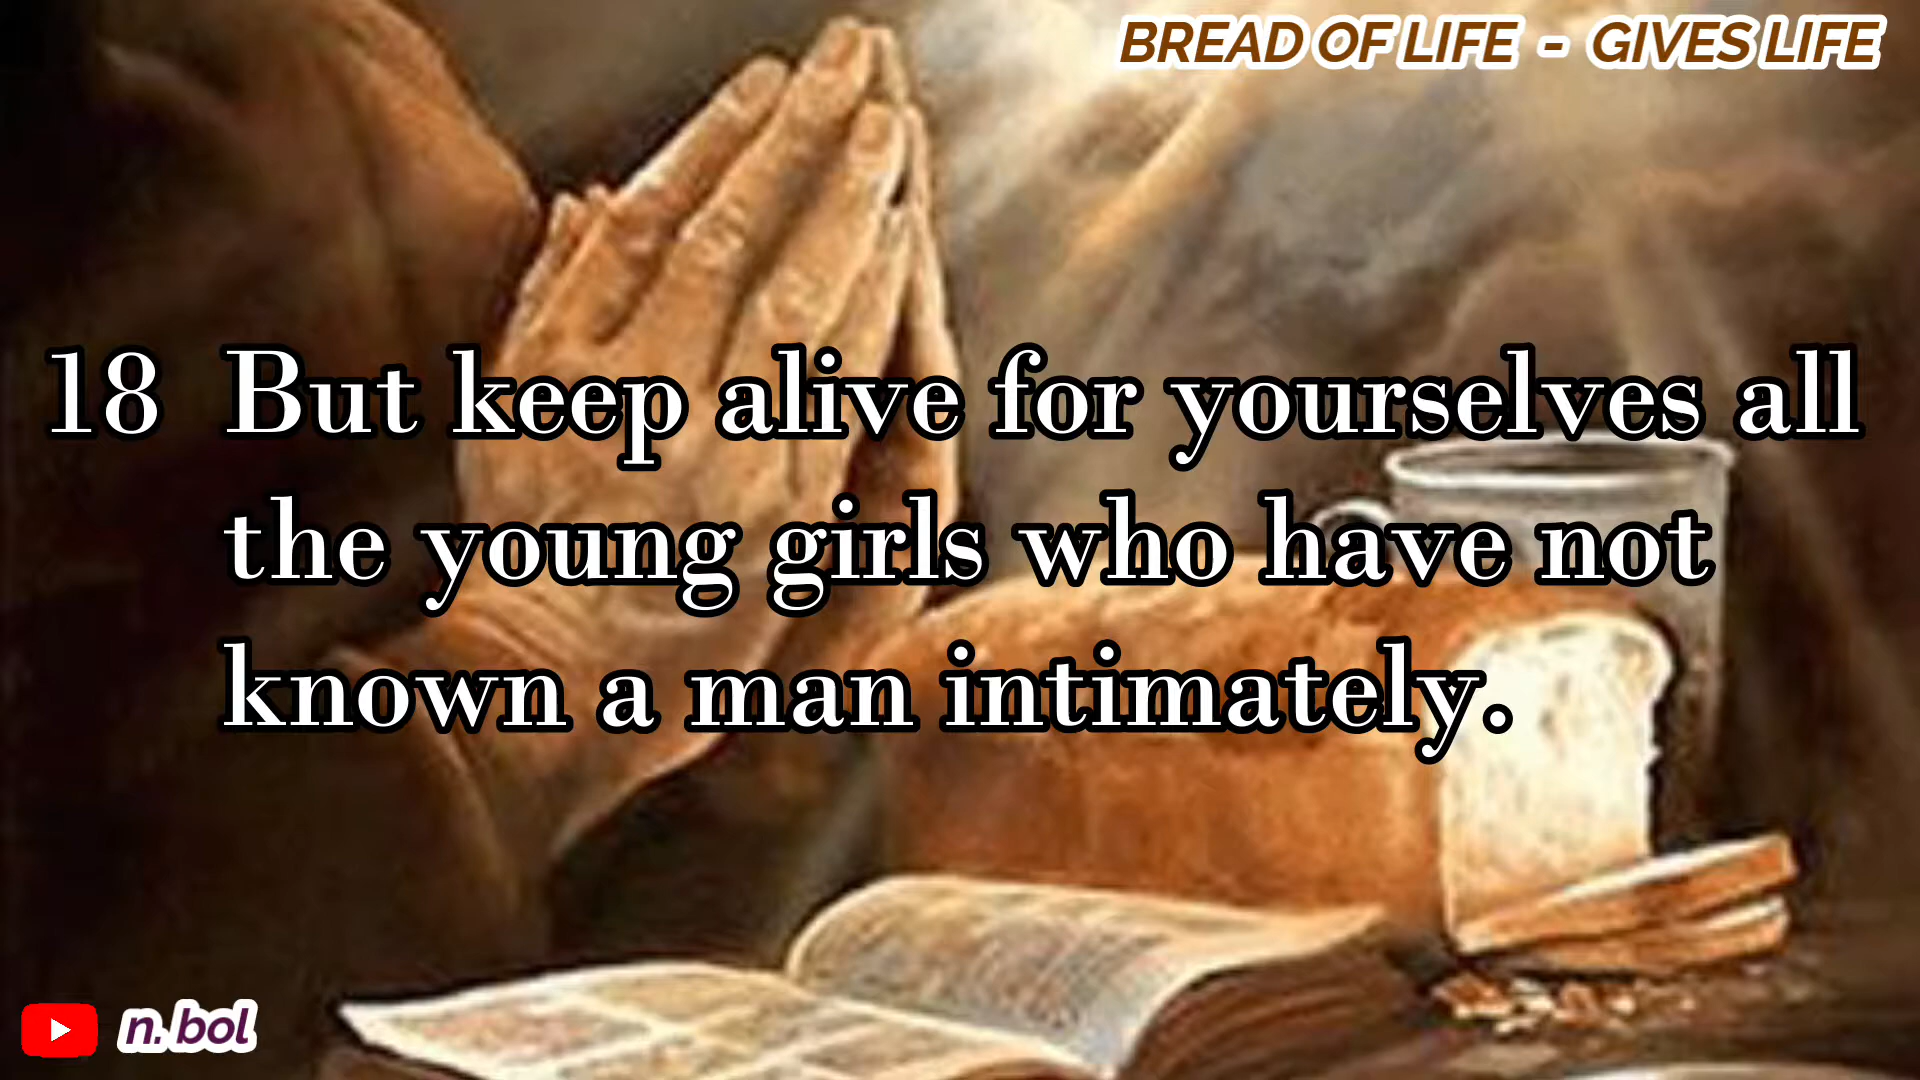 BREAD OF LIFE - GIVES LIFE
18 But keep alive for yourselves all
the young girls who have not
known a man intimately.
n. bol